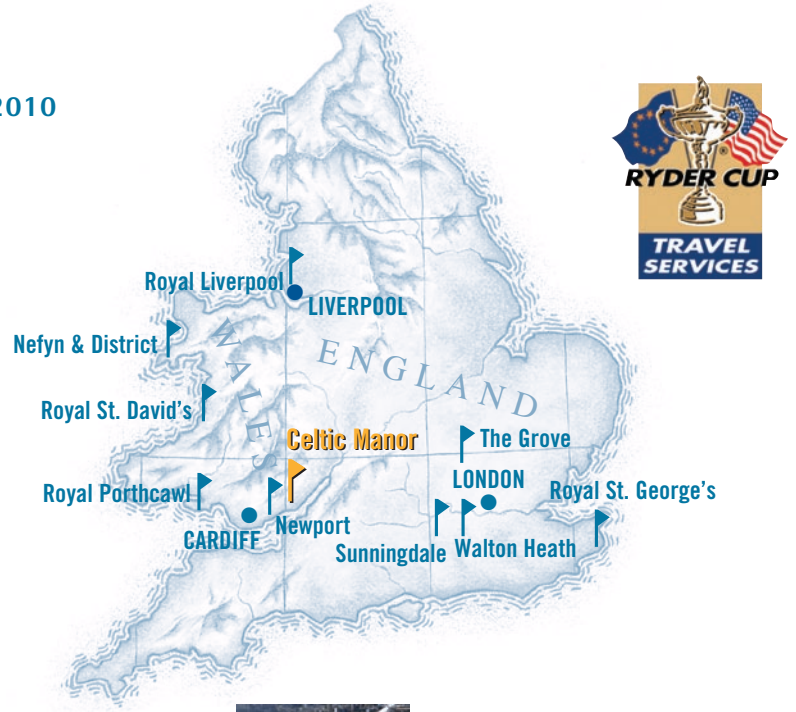 2010
RYDER CUP
TRAVEL
SERVICES
Royal Liverpool
LIVERPOOL
Nefyn & District
WALES
ENGLAND
Royal St. David's
Celtic Manor
The Grove
LONDON
Royal St. George's
Royal Porthcawl
Newport
CARDIFF
Sunningdale
Walton Heath
®